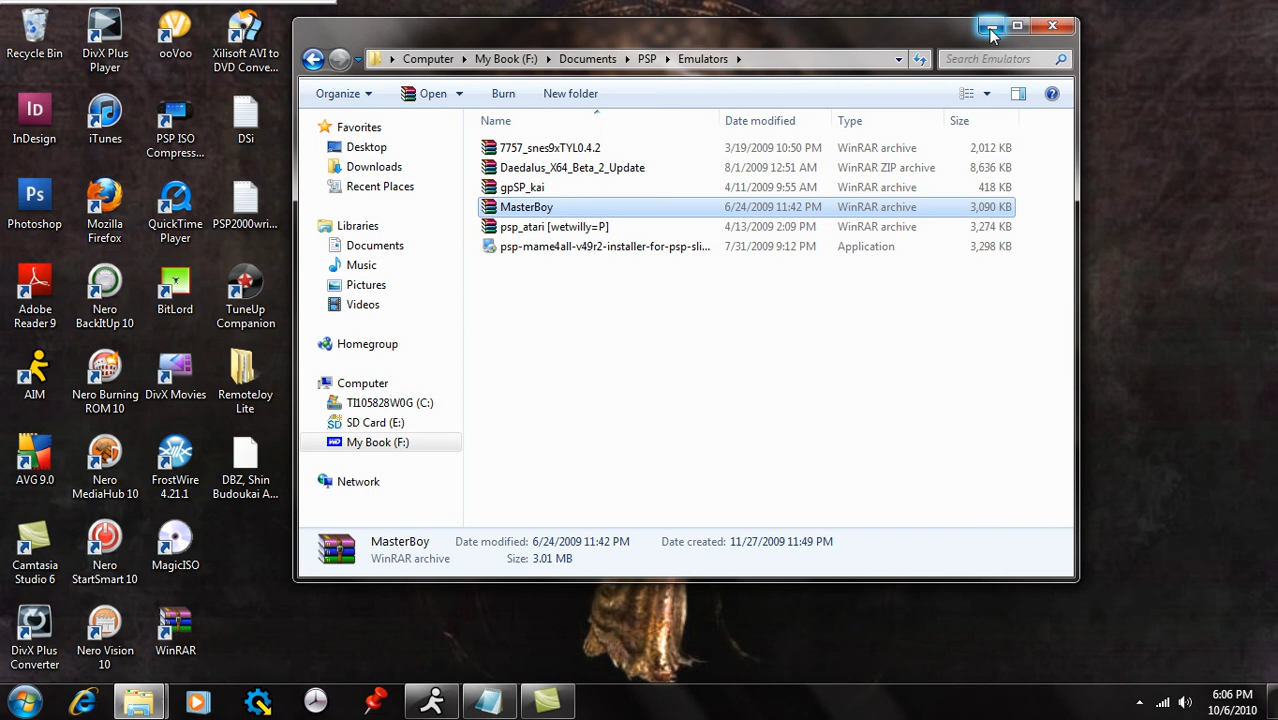 Recycle Bin
DivX Plus Player
ooVoo
Xilisoft AVI to DVD Conve...
InDesign
iTunes
PSP ISO Compress...
DSi
Photoshop
Mozilla Firefox
QuickTime Player
PSP2000wri...
Adobe Reader 9
Nero BackItUp 10
BitLord
TuneUp Companion
AIM
Nero Burning ROM 10
DivX Movies
RemoteJoy Lite
AVG 9.0
Nero MediaHub 10
FrostWire 4.21.1
DBZ, Shin Budoukai A...
Camtasia Studio 6
Nero StartSmart 10
MagicISO
DivX Plus Converter
Nero Vision 10
WinRAR
Computer My Book (F:) Documents PSP Emulators
Search Emulators
Organize Open Burn New folder
Favorites
Desktop
Downloads
Recent Places
Libraries
Documents
Music
Pictures
Videos
Homegroup
Computer
TI105828W0G (C:)
SD Card (E:)
My Book (F:)
Network
Name Date modified Type Size
7757_snes9xTYL0.4.2 3/19/2009 10:50 PM WinRAR archive 2,012 KB
Daedalus_X64_Beta_2_Update 8/1/2009 12:51 AM WinRAR ZIP archive 8,636 KB
gpSP_kai 4/11/2009 9:55 AM WinRAR archive 418 KB
MasterBoy 6/24/2009 11:42 PM WinRAR archive 3,090 KB
psp_atari [wetwilly=P] 4/13/2009 2:09 PM WinRAR archive 3,274 KB
psp-mame4all-v49r2-installer-for-psp-sli... 7/31/2009 9:12 PM Application 3,298 KB
MasterBoy Date modified: 6/24/2009 11:42 PM Date created: 11/27/2009 11:49 PM
WinRAR archive Size: 3.01 MB
6:06 PM
10/6/2010